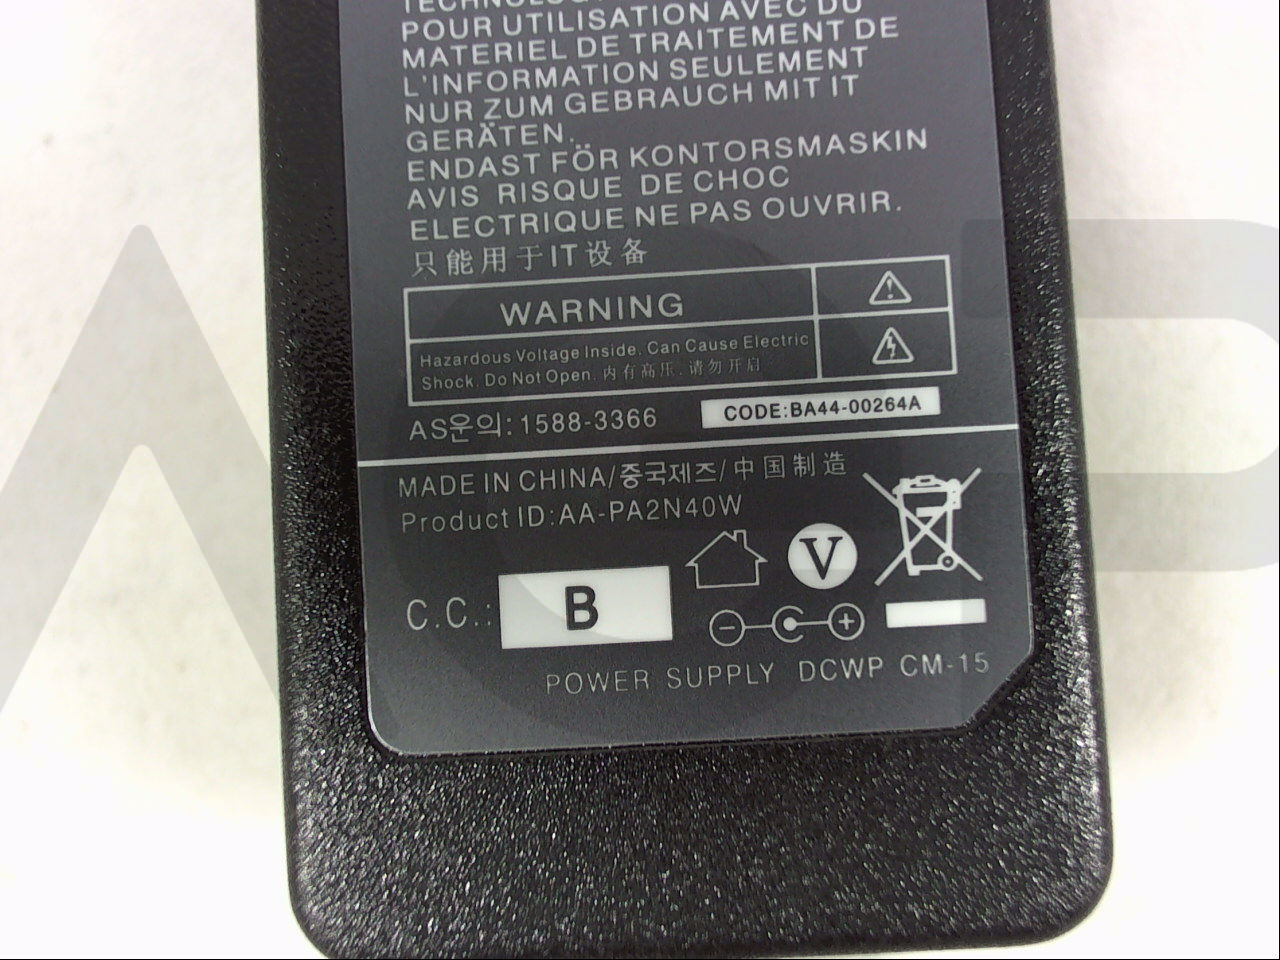 POUR UTILISATION AVEC DU
MATERIEL DE TRAITEMENT DE
L'INFORMATION SEULEMENT
NUR ZUM GEBRAUCH MIT IT
GERÄTEN.
ENDAST FÖR KONTORSMASKIN
AVIS RISQUE DE CHOC
ELECTRIQUE NE PAS OUVRIR.
只能用于IT设备
WARNING
Hazardous Voltage Inside. Can Cause Electric
Shock. Do Not Open. 内有高压. 请勿开启
AS문의: 1588-3366
CODE:BA44-00264A
MADE IN CHINA/중국제즈/中国制造
Product ID:AA-PA2N40W
V
C.C.: B
POWER SUPPLY DCWP CM-15